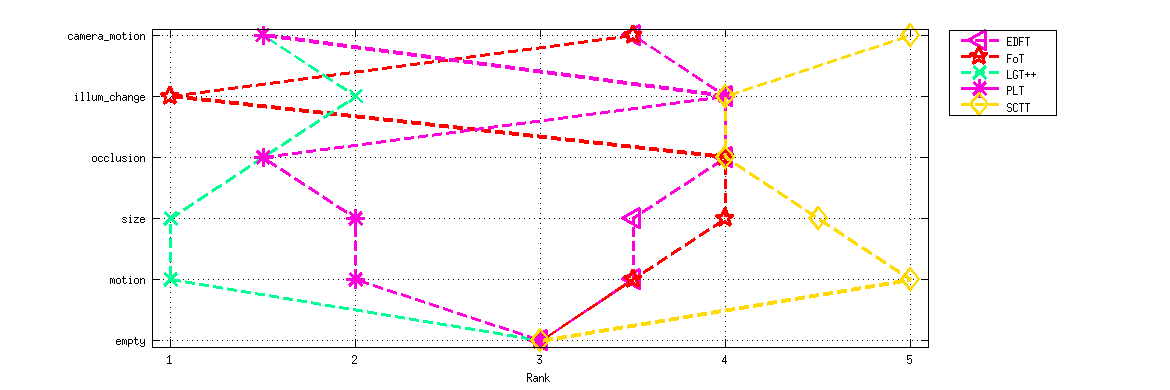 camera_motion
illum_change
occlusion
size
motion
empty
1 2 3 4 5
Rank
EDFT
FoT
LGT++
PLT
SCTT